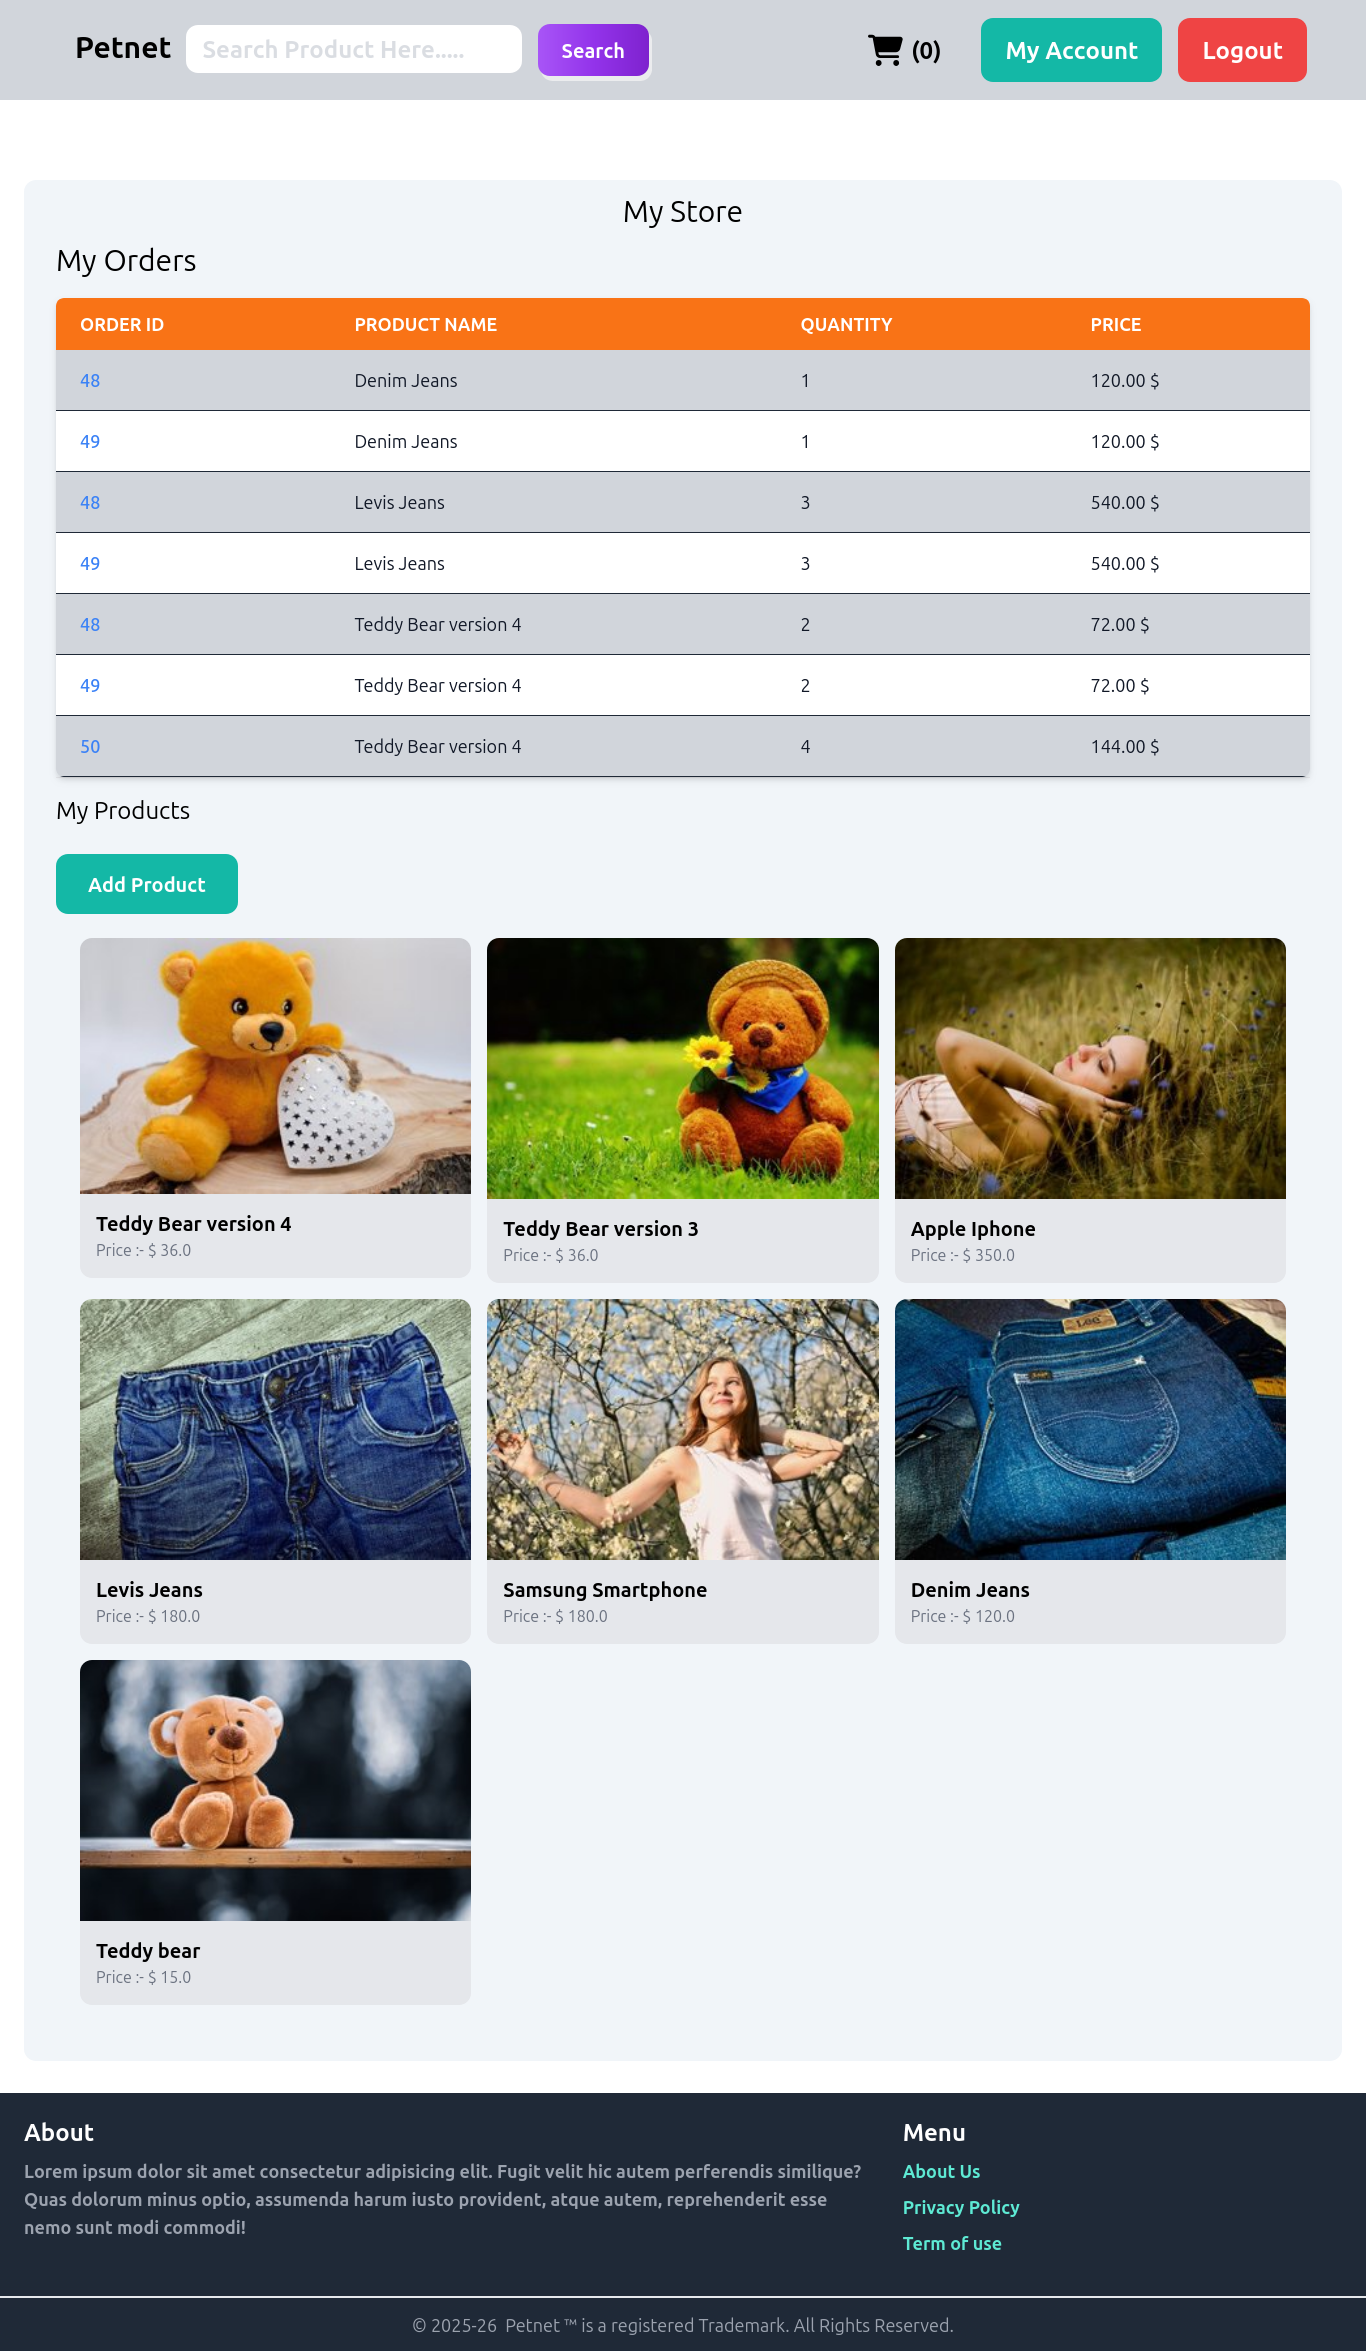 Petnet
Search Product Here.....
Search
(0)
My Account
Logout
My Store
My Orders
ORDER ID PRODUCT NAME QUANTITY PRICE
48 Denim Jeans 1 120.00 $
49 Denim Jeans 1 120.00 $
48 Levis Jeans 3 540.00 $
49 Levis Jeans 3 540.00 $
48 Teddy Bear version 4 2 72.00 $
49 Teddy Bear version 4 2 72.00 $
50 Teddy Bear version 4 4 144.00 $
My Products
Add Product
Teddy Bear version 4
Price :- $ 36.0
Teddy Bear version 3
Price :- $ 36.0
Apple Iphone
Price :- $ 350.0
Levis Jeans
Price :- $ 180.0
Samsung Smartphone
Price :- $ 180.0
Lee
Denim Jeans
Price :- $ 120.0
Teddy bear
Price :- $ 15.0
About
Lorem ipsum dolor sit amet consectetur adipisicing elit. Fugit velit hic autem perferendis similique?
Quas dolorum minus optio, assumenda harum iusto provident, atque autem, reprehenderit esse
nemo sunt modi commodi!
Menu
About Us
Privacy Policy
Term of use
© 2025-26 Petnet ™ is a registered Trademark. All Rights Reserved.